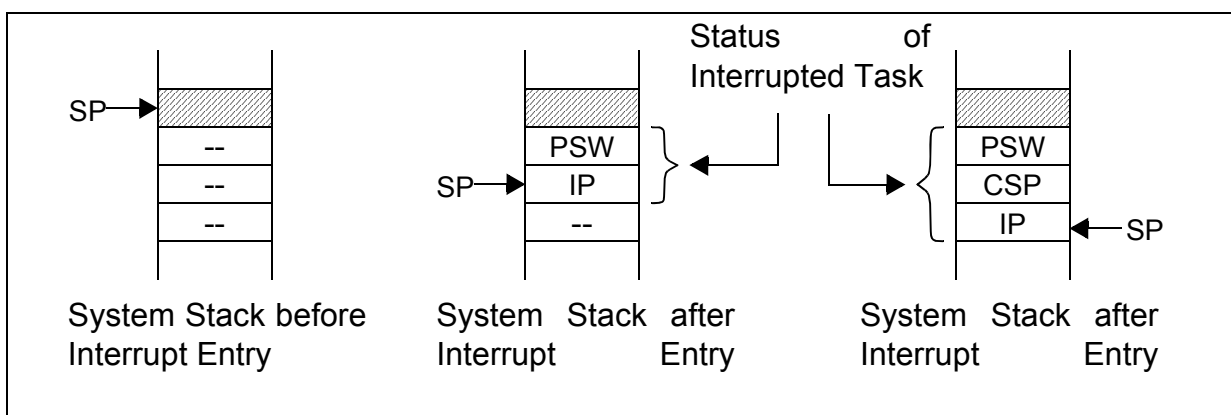 Status of
Interrupted Task
SP
--
--
--
PSW
IP
--
SP
PSW
CSP
IP
SP
System Stack before
Interrupt Entry
System Stack after
Interrupt Entry
System Stack after
Interrupt Entry